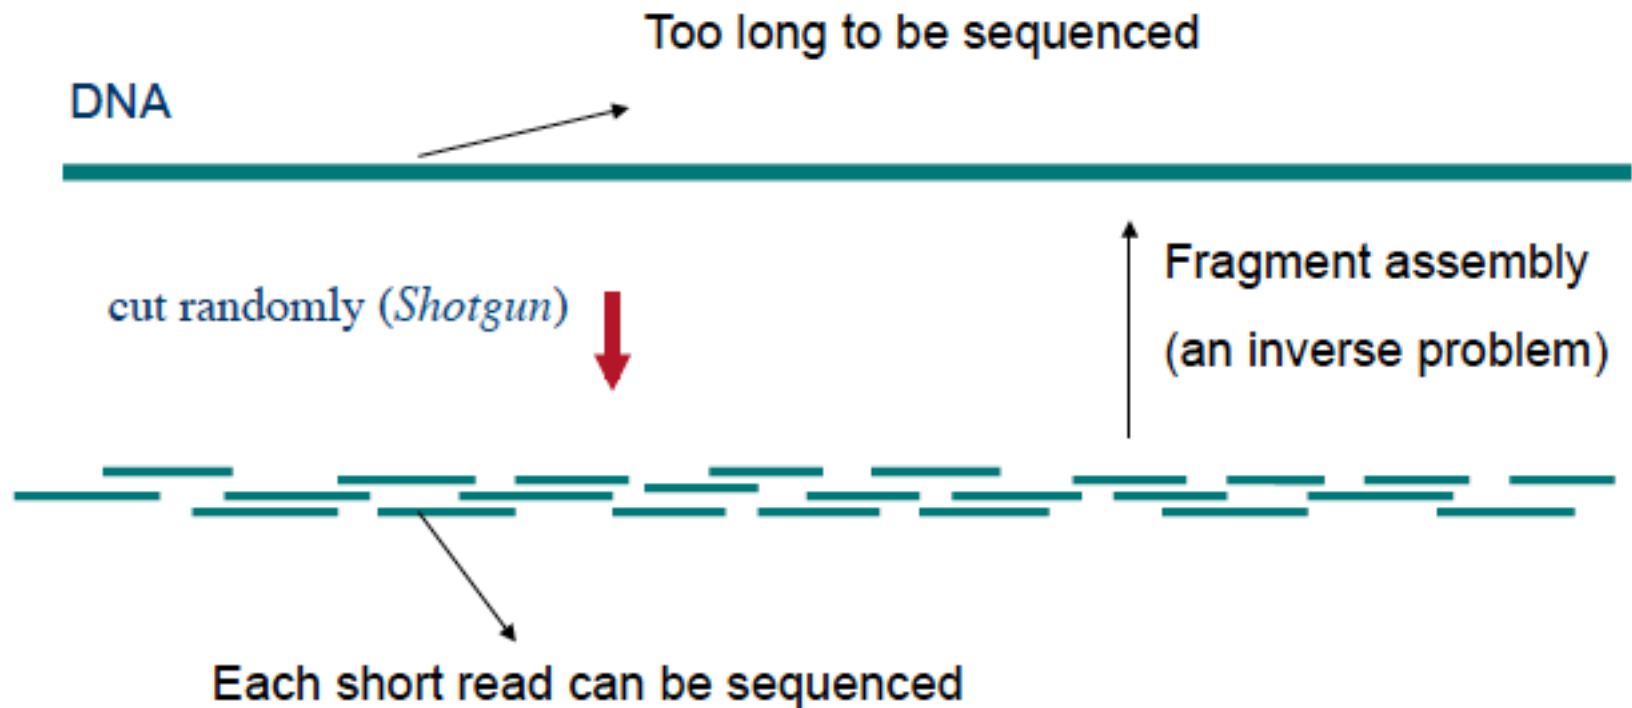 Too long to be sequenced
DNA
cut randomly (Shotgun)
Fragment assembly
(an inverse problem)
Each short read can be sequenced